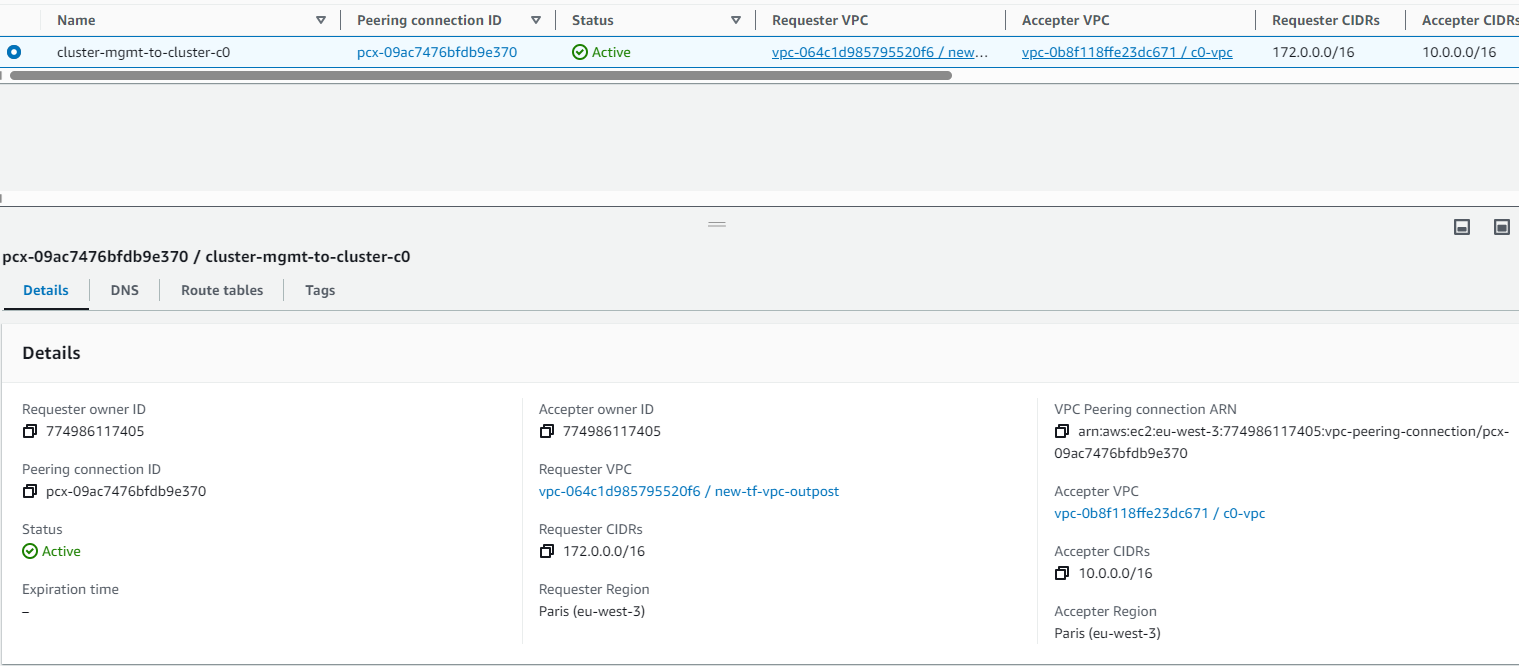 Name Peering connection ID Status Requester VPC Accepter VPC Requester CIDRs Accepter CIDRs
cluster-mgmt-to-cluster-c0 pcx-09ac7476bfdb9e370 Active vpc-064c1d985795520f6 / new... vpc-0b8f118ffe23dc671 / c0-vpc 172.0.0.0/16 10.0.0.0/16
pcx-09ac7476bfdb9e370 / cluster-mgmt-to-cluster-c0
Details DNS Route tables Tags
Details
Requester owner ID
774986117405
Peering connection ID
pcx-09ac7476bfdb9e370
Status
Active
Expiration time
–
Accepter owner ID
774986117405
Requester VPC
vpc-064c1d985795520f6 / new-tf-vpc-outpost
Requester CIDRs
172.0.0.0/16
Requester Region
Paris (eu-west-3)
VPC Peering connection ARN
arn:aws:ec2:eu-west-3:774986117405:vpc-peering-connection/pcx-
09ac7476bfdb9e370
Accepter VPC
vpc-0b8f118ffe23dc671 / c0-vpc
Accepter CIDRs
10.0.0.0/16
Accepter Region
Paris (eu-west-3)